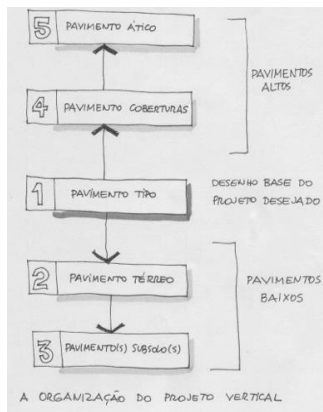 5 PAVIMENTO ÁTICO
PAVIMENTOS
ALTOS
4 PAVIMENTO COBERTURAS
1 PAVIMENTO TIPO
DESENHO BASE DO
PROJETO DESEJADO
2 PAVIMENTO TÉRREO
PAVIMENTOS
BAIXOS
3 PAVIMENTO(S) SUBSOLO(S)
A ORGANIZAÇÃO DO PROJETO VERTICAL